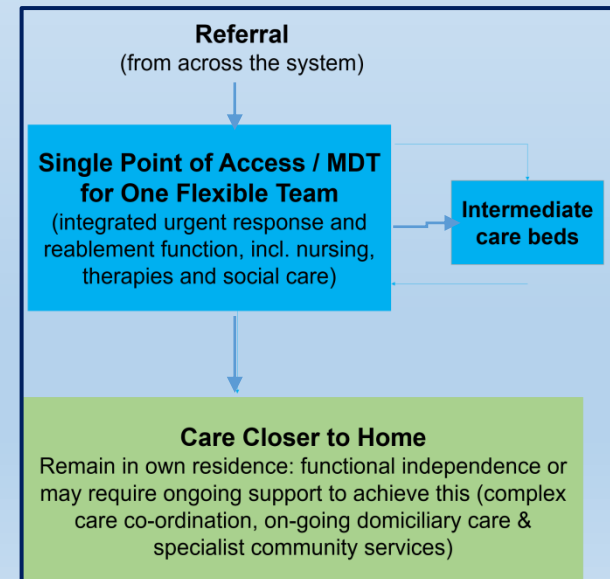 Referral
(from across the system)
Single Point of Access / MDT
for One Flexible Team
(integrated urgent response and
reablement function, incl. nursing,
therapies and social care)
Intermediate
care beds
Care Closer to Home
Remain in own residence: functional independence or
may require ongoing support to achieve this (complex
care co-ordination, on-going domiciliary care &
specialist community services)